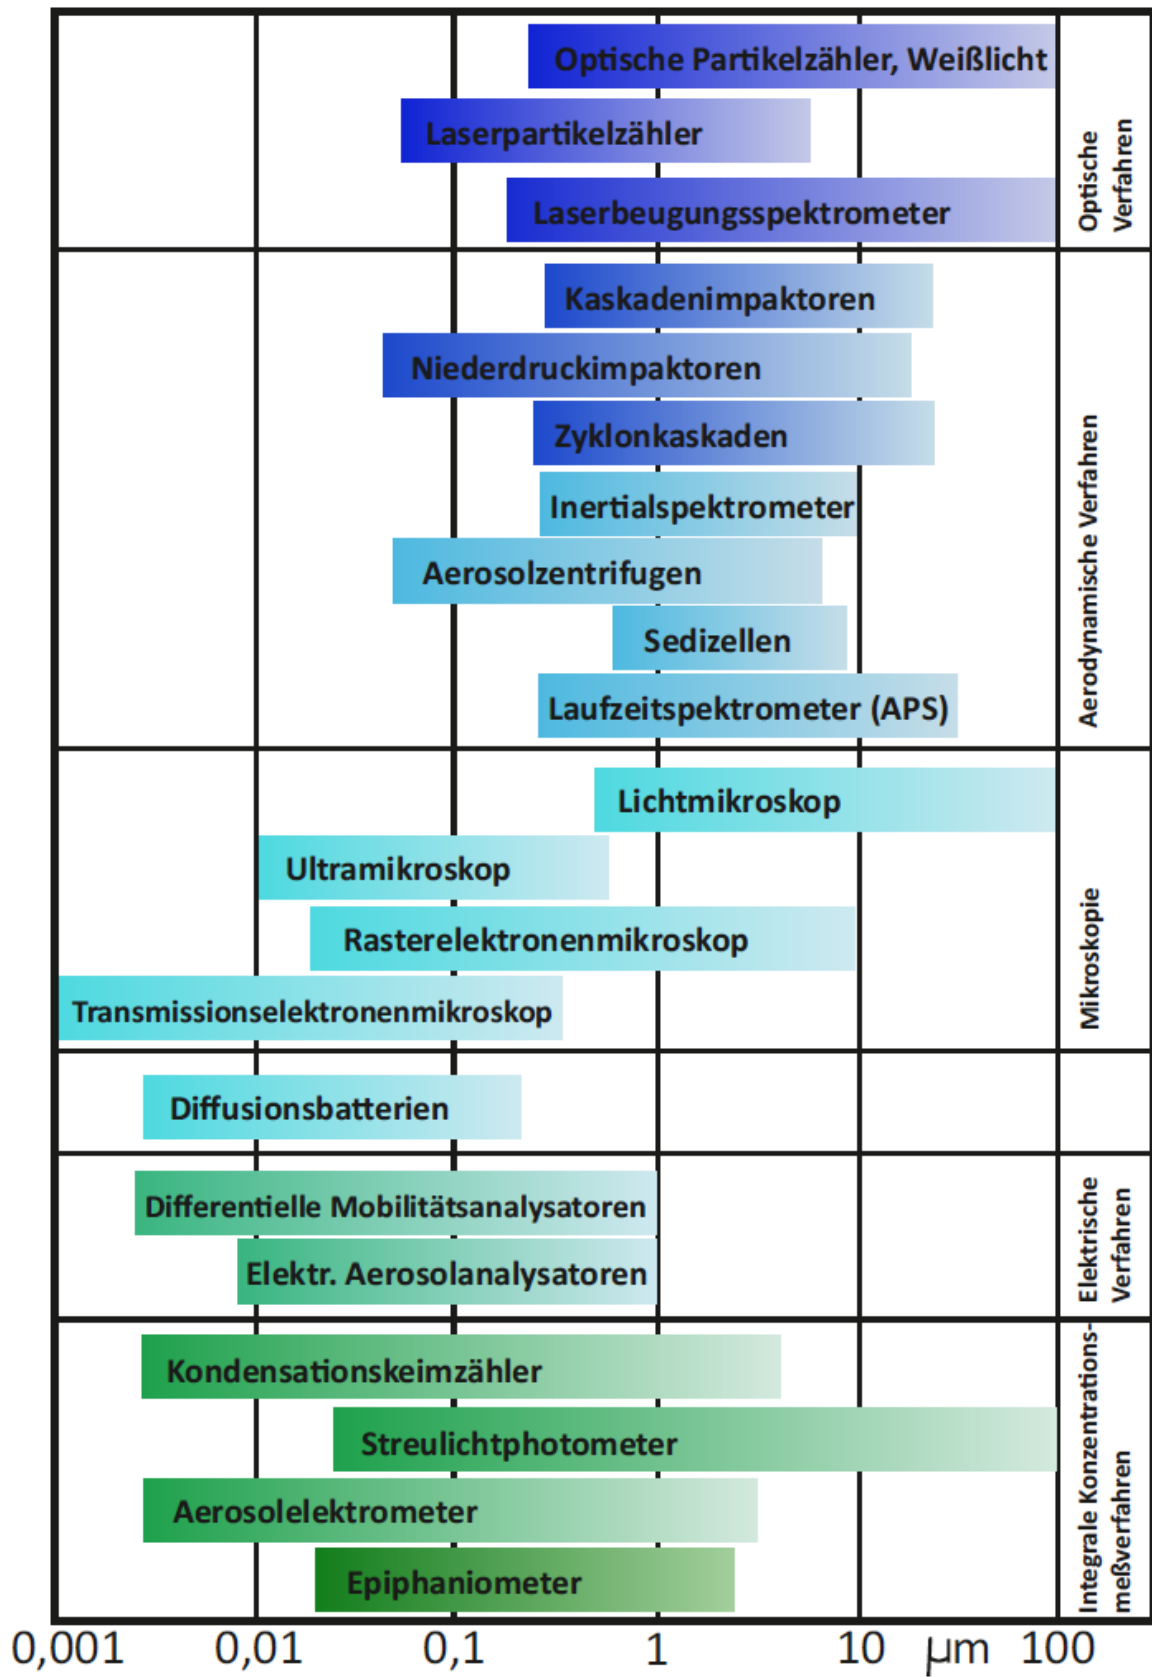 Optische Partikelzähler, Weißlicht
Laserpartikelzähler
Laserbeugungsspektrometer
Optische
Verfahren
Kaskadenimpaktoren
Niederdruckimpaktoren
Zyklonkaskaden
Inertialspektrometer
Aerosolzentrifugen
Sedizellen
Laufzeitspektrometer (APS)
Aerodynamische Verfahren
Lichtmikroskop
Ultramikroskop
Rasterelektronenmikroskop
Transmissionselektronenmikroskop
Mikroskopie
Diffusionsbatterien
Differentielle Mobilitätsanalysatoren
Elektr. Aerosolanalysatoren
Elektrische
Verfahren
Kondensationskeimzähler
Streulichtphotometer
Aerosolelektrometer
Epiphaniometer
Integrale Konzentrations-
meßverfahren
0,001 0,01 0,1 1 10 µm 100